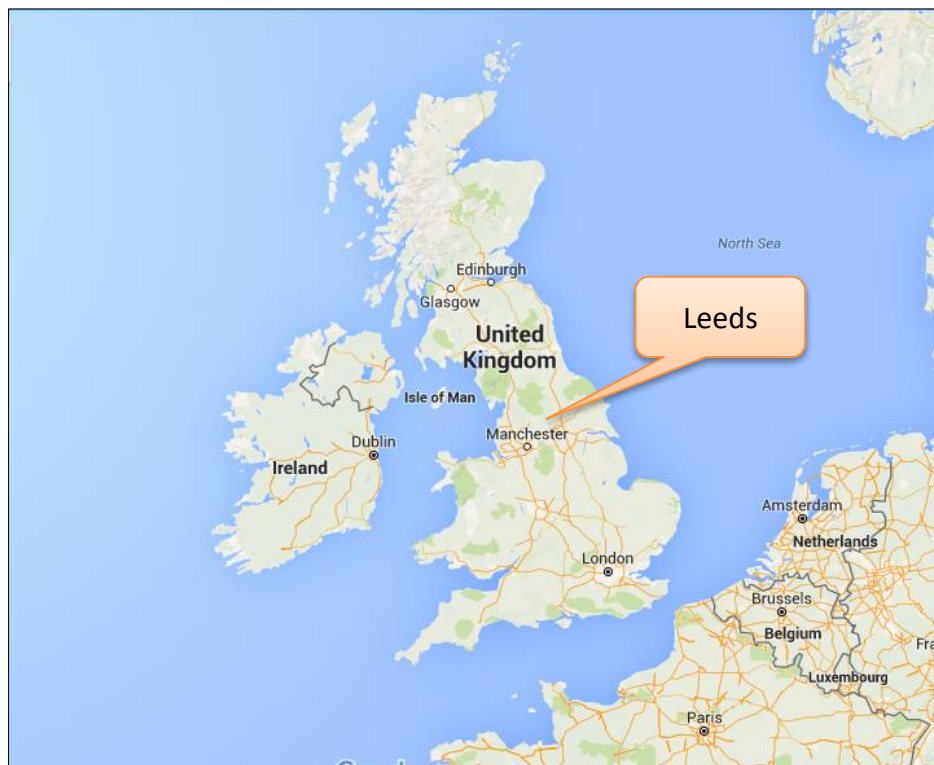 North Sea
Edinburgh
Glasgow
Leeds
United
Kingdom
Isle of Man
Manchester
Dublin
Ireland
Amsterdam
Netherlands
London
Brussels
Belgium
Luxembourg
Paris